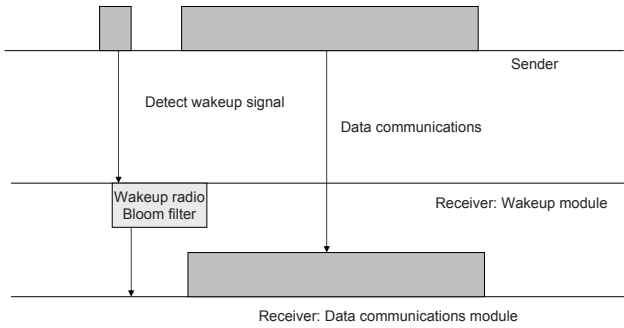 Sender
Detect wakeup signal
Data communications
Wakeup radio
Bloom filter
Receiver: Wakeup module
Receiver: Data communications module